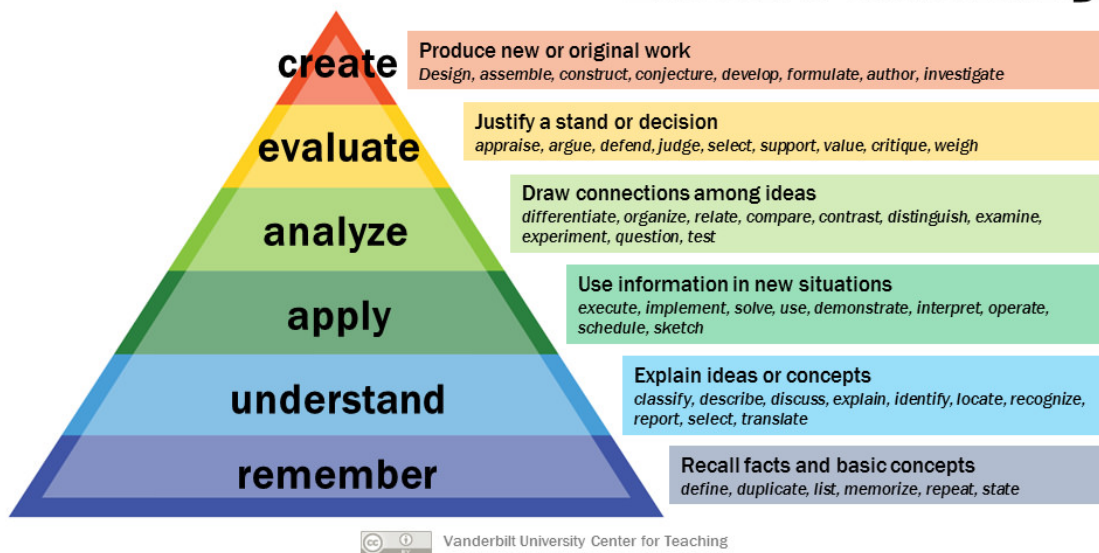 create
Produce new or original work
Design, assemble, construct, conjecture, develop, formulate, author, investigate
evaluate
Justify a stand or decision
appraise, argue, defend, judge, select, support, value, critique, weigh
analyze
Draw connections among ideas
differentiate, organize, relate, compare, contrast, distinguish, examine,
experiment, question, test
apply
Use information in new situations
execute, implement, solve, use, demonstrate, interpret, operate,
schedule, sketch
understand
Explain ideas or concepts
classify, describe, discuss, explain, identify, locate, recognize,
report, select, translate
remember
Recall facts and basic concepts
define, duplicate, list, memorize, repeat, state
cc
Vanderbilt University Center for Teaching